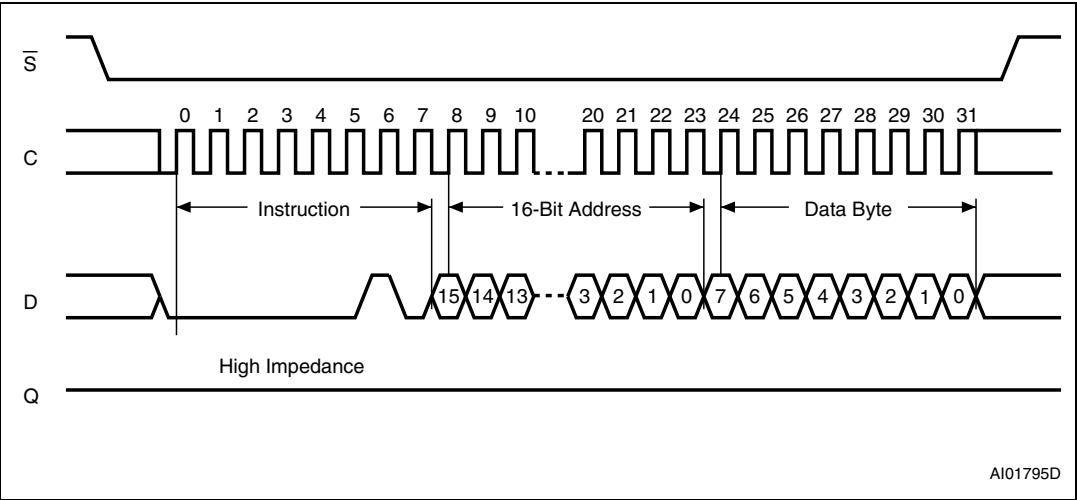 S̅
0 1 2 3 4 5 6 7 8 9 10 20 21 22 23 24 25 26 27 28 29 30 31
C
Instruction 16-Bit Address Data Byte
D
15 14 13 3 2 1 0 7 6 5 4 3 2 1 0
High Impedance
Q
AI01795D